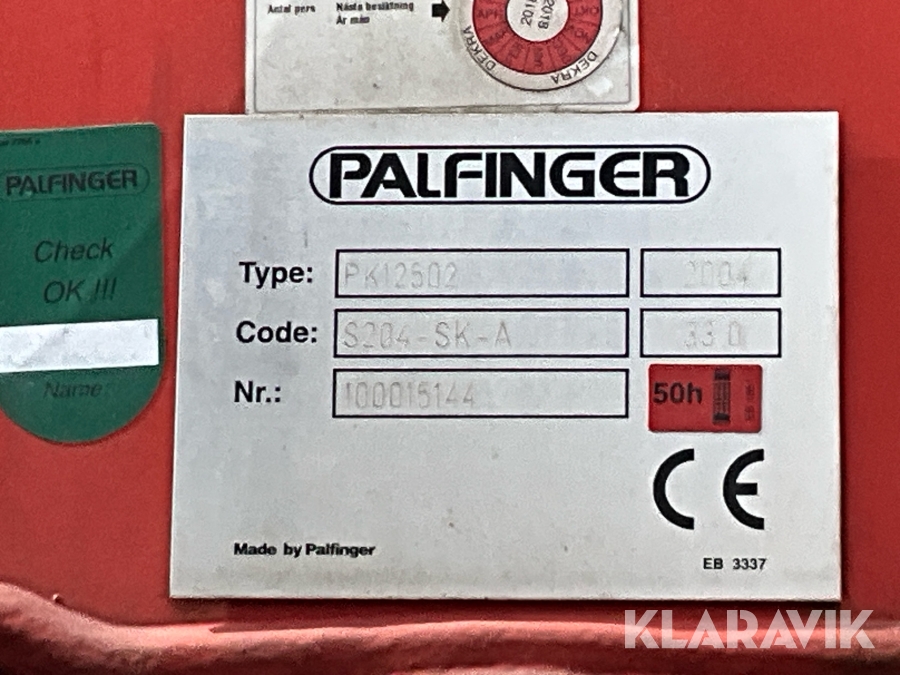 Antal pers Nästa besiktning
År mån
2018
DEKRA DEKRA
PALFINGER
Check
OK !!!
Name
PALFINGER
Type: PK12502 2004
Code: S204-SK-A 33.0
Nr.: 100015144
50h
CE
Made by Palfinger
EB 3337
KLARAVIK